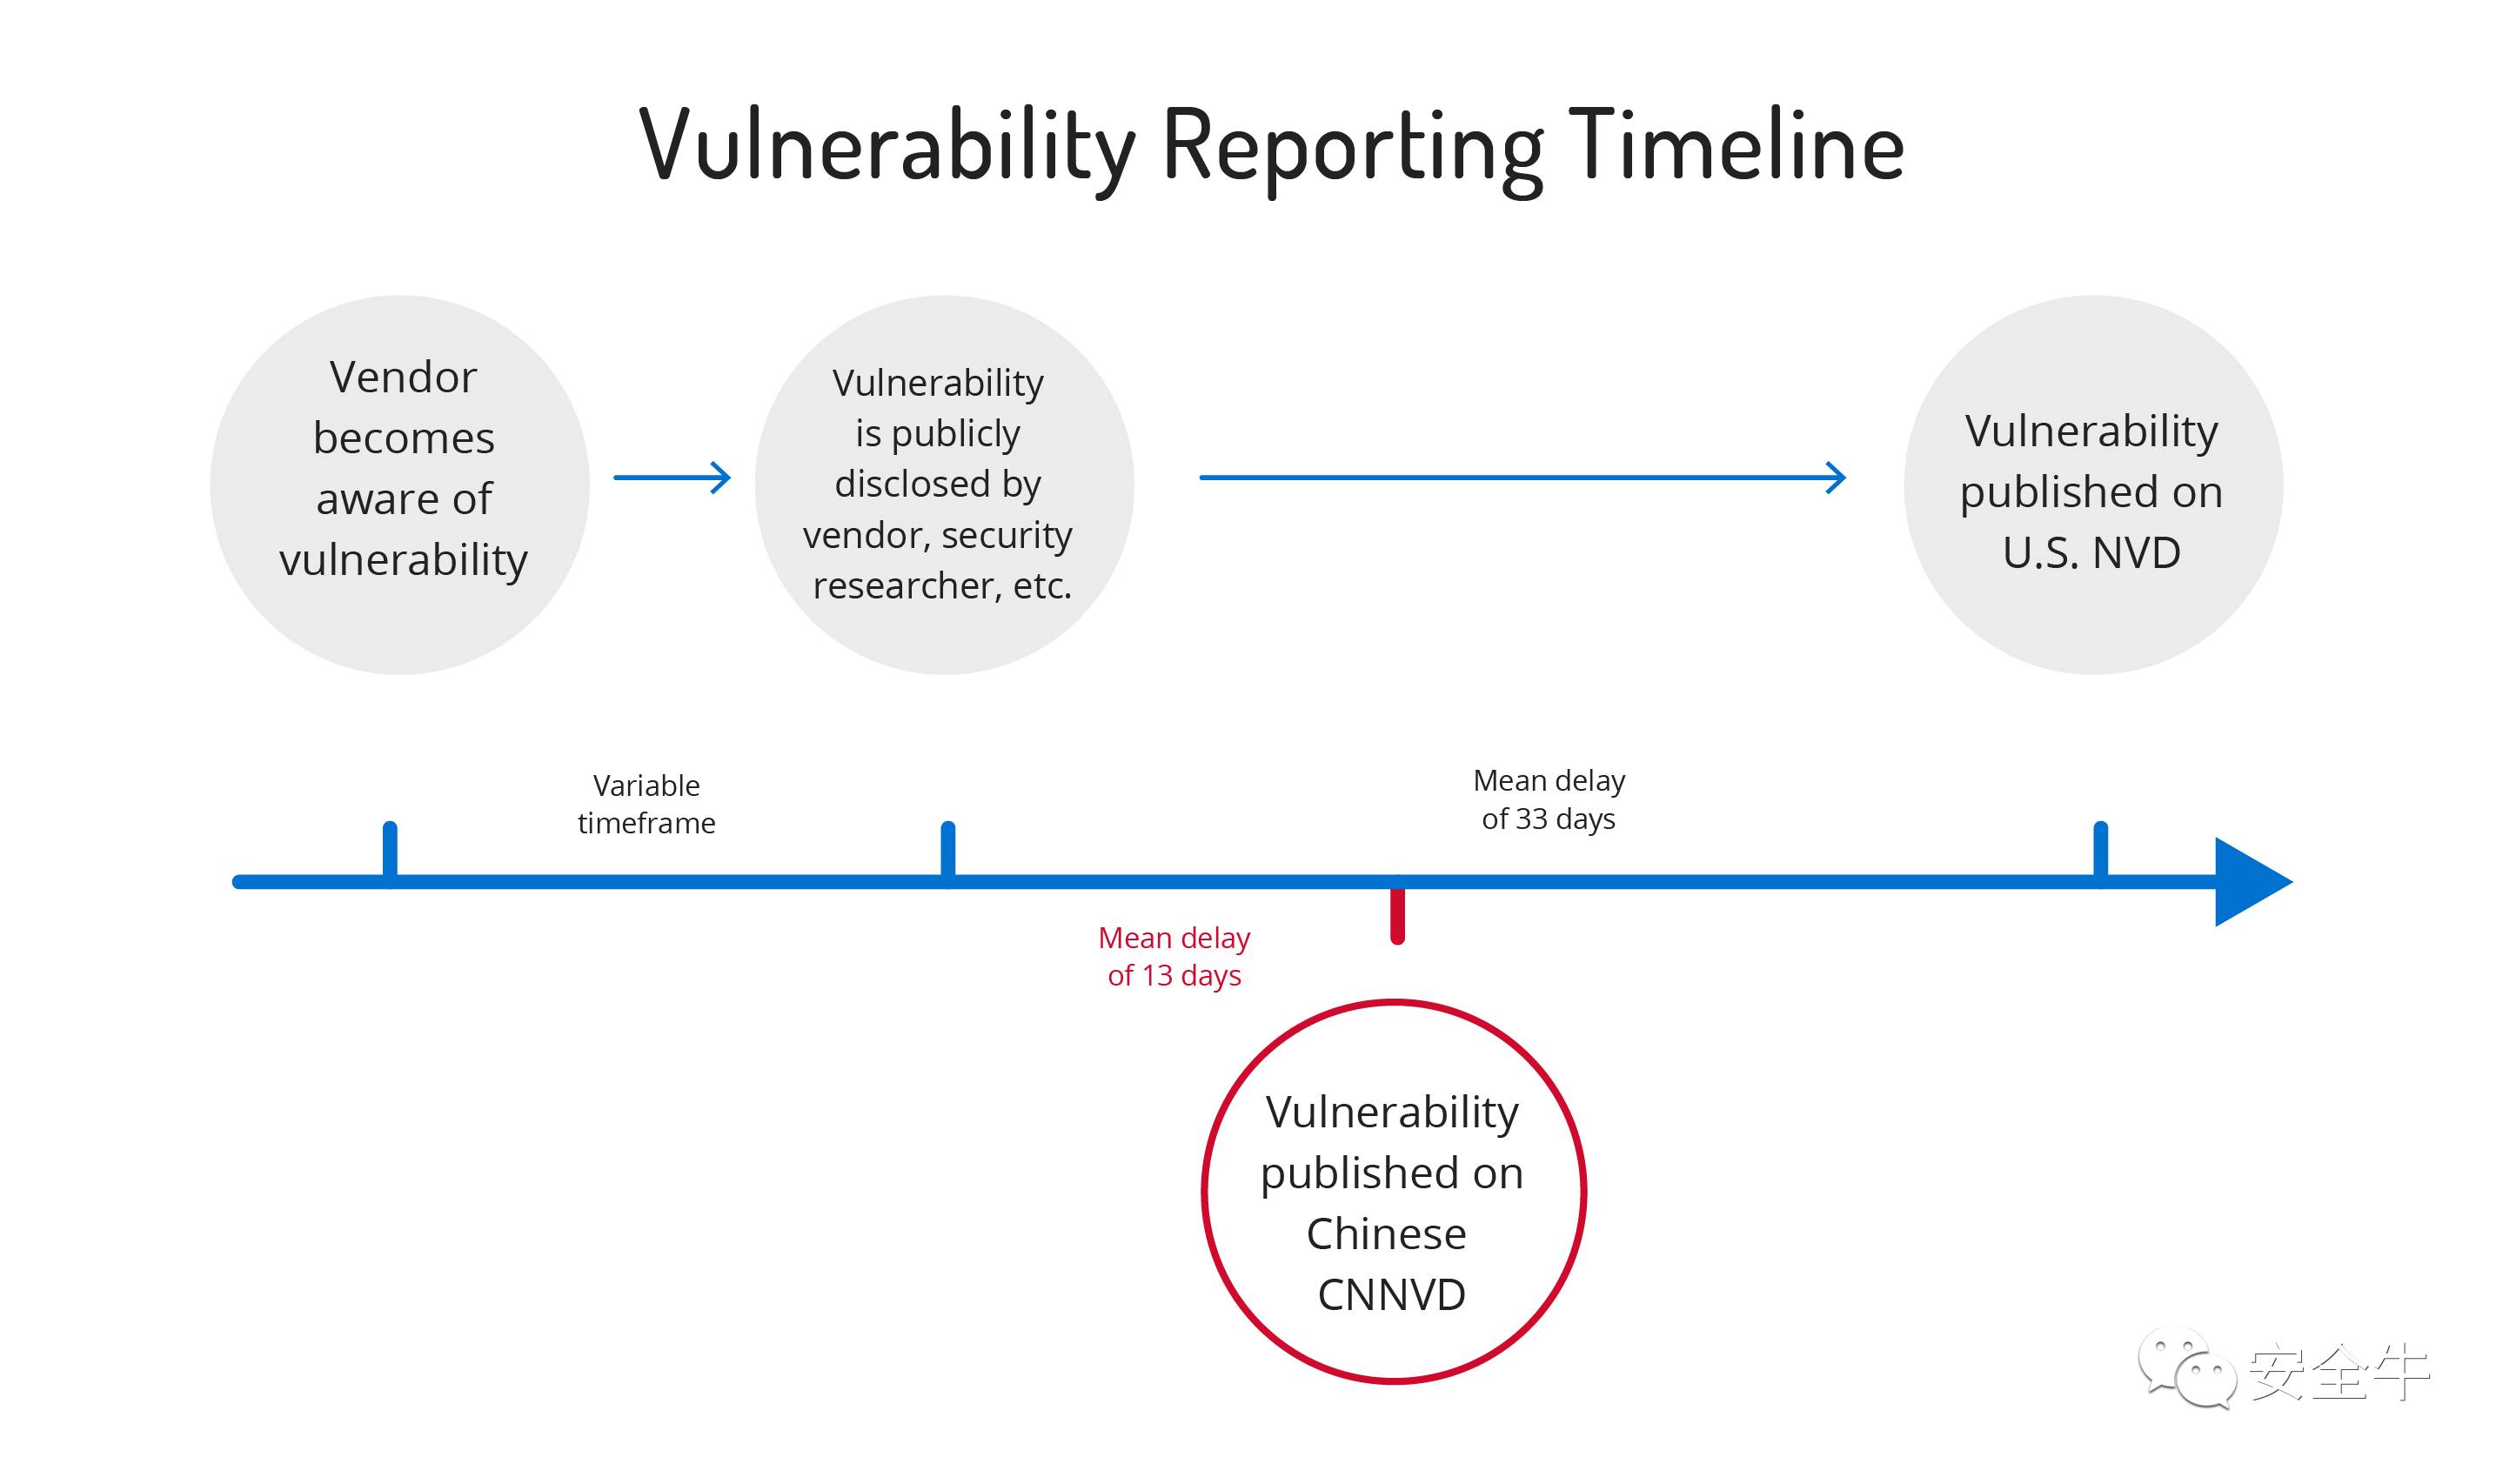 Vulnerability Reporting Timeline
Vendor
becomes
aware of
vulnerability
Vulnerability
is publicly
disclosed by
vendor, security
researcher, etc.
Vulnerability
published on
U.S. NVD
Variable
timeframe
Mean delay
of 33 days
Mean delay
of 13 days
Vulnerability
published on
Chinese
CNNVD
安全牛